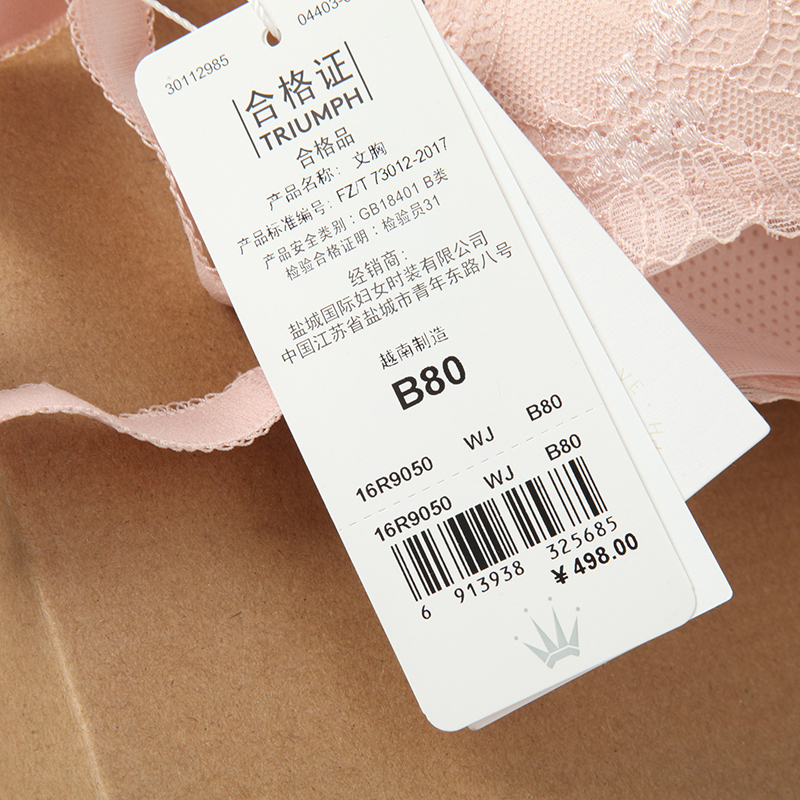 30112985
04403-
合格证
TRIUMPH
合格品
产品名称: 文胸
产品标准编号: FZ/T 73012-2017
产品安全类别: GB18401 B类
检验合格证明: 检验员31
经销商:
盐城国际妇女时装有限公司
中国江苏省盐城市青年东路八号
越南制造
B80
16R9050 WJ B80
16R9050 WJ B80
6 913938 325685
¥498.00